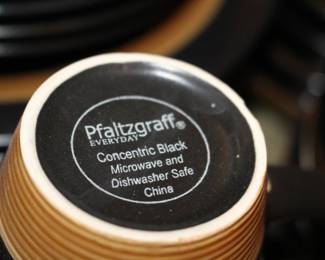 Pfaltzgraff®
EVERYDAY
Concentric Black
Microwave and
Dishwasher Safe
China